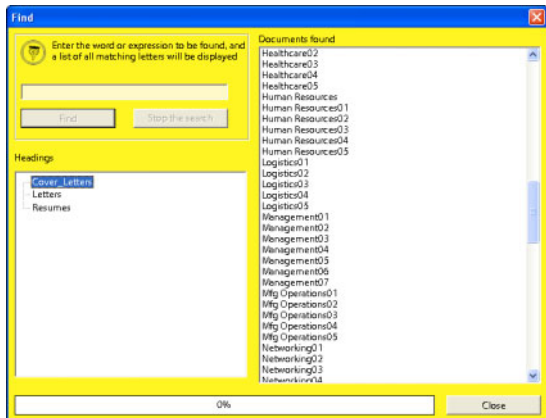 Find
Enter the word or expression to be found, and
a list of all matching letters will be displayed
Find
Stop the search
Headings
Cover_Letters
Letters
Resumes
Documents found
Healthcare02
Healthcare03
Healthcare04
Healthcare05
Human Resources
Human Resources01
Human Resources02
Human Resources03
Human Resources04
Human Resources05
Logistics01
Logistics02
Logistics03
Logistics04
Logistics05
Management01
Management02
Management03
Management04
Management05
Management06
Management07
Mfg Operations01
Mfg Operations02
Mfg Operations03
Mfg Operations04
Mfg Operations05
Networking01
Networking02
Networking03
Networking04
0%
Close